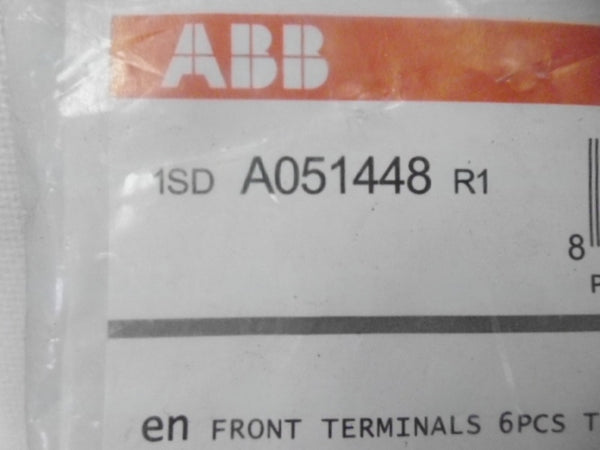 ABB
1SD A051448 R1
8
en FRONT TERMINALS 6PCS T